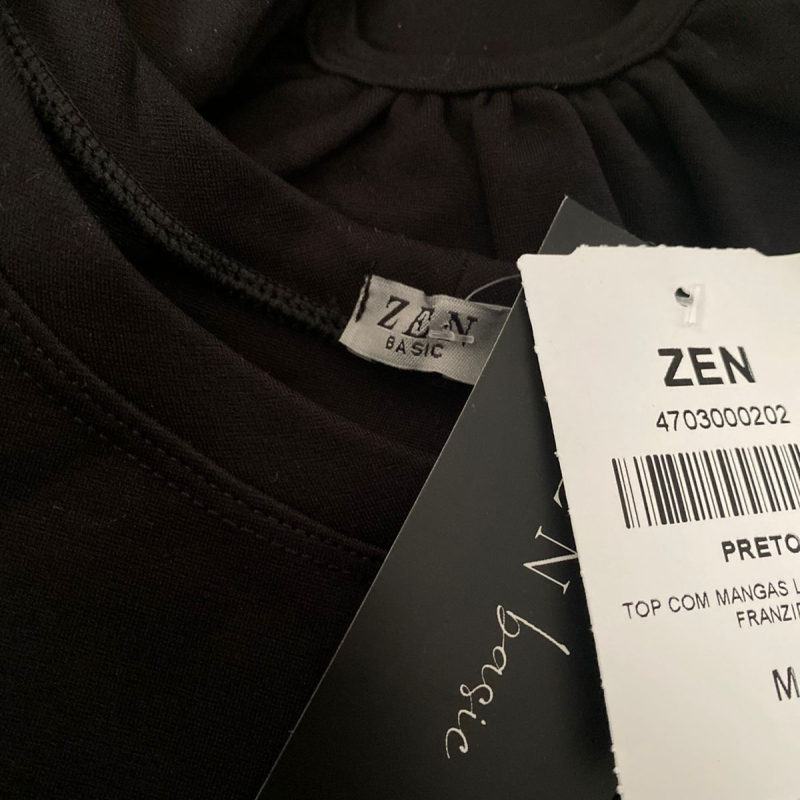 ZEN
BASIC
ZEN
4703000202
PRETO
TOP COM MANGAS
M
basic